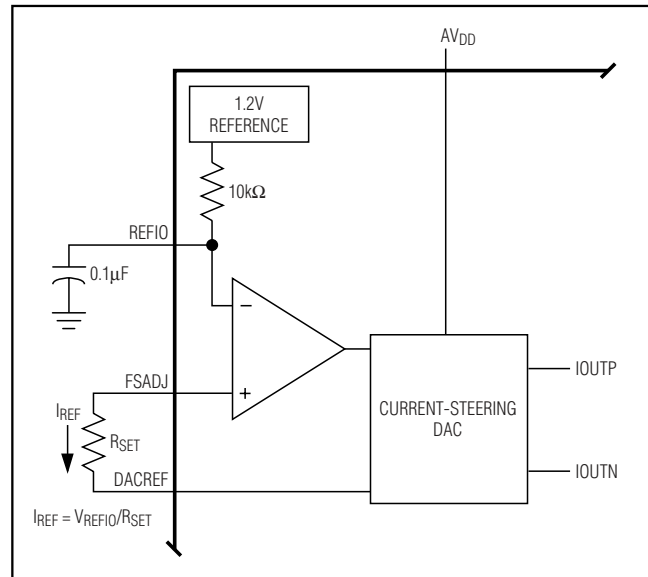 AVDD
1.2V
REFERENCE
10kΩ
REFIO
0.1µF
−
FSADJ
+
IREF
RSET
CURRENT-STEERING
DAC
IOUTP
DACREF
IOUTN
IREF = VREFIO/RSET